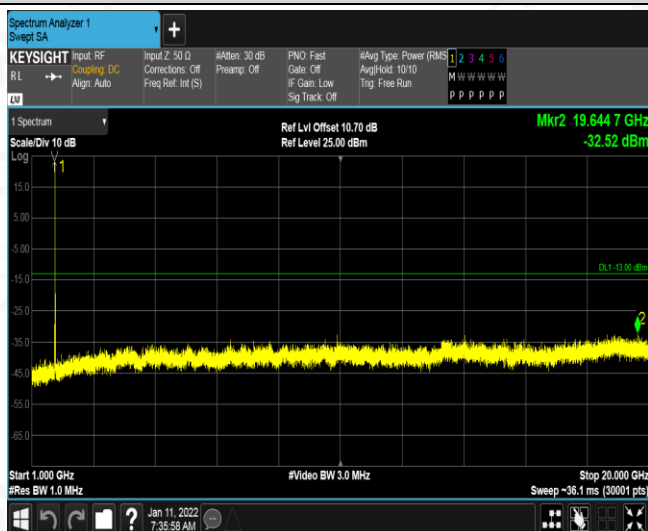 Spectrum Analyzer 1
Swept SA
+
KEYSIGHT
RL
LXI
Input: RF
Coupling: DC
Align: Auto
Input Z: 50 Ω
Corrections: Off
Freq Ref: Int (S)
#Atten: 30 dB
Preamp: Off
PNO: Fast
Gate: Off
IF Gain: Low
Sig Track: Off
#Avg Type: Power (RMS
Avg|Hold: 10/10
Trig: Free Run
1 2 3 4 5 6
M W W W W W
P P P P P P
1 Spectrum
Scale/Div 10 dB
Log
Ref Lvl Offset 10.70 dB
Ref Level 25.00 dBm
Mkr2 19.644 7 GHz
-32.52 dBm
1
15.0
5.00
-5.00
-15.0
-35.0
-45.0
-55.0
-65.0
DL1 -13.00 dBm
2
Start 1.000 GHz
#Res BW 1.0 MHz
#Video BW 3.0 MHz
Stop 20.000 GHz
Sweep ~36.1 ms (30001 pts)
?
Jan 11, 2022
7:35:58 AM